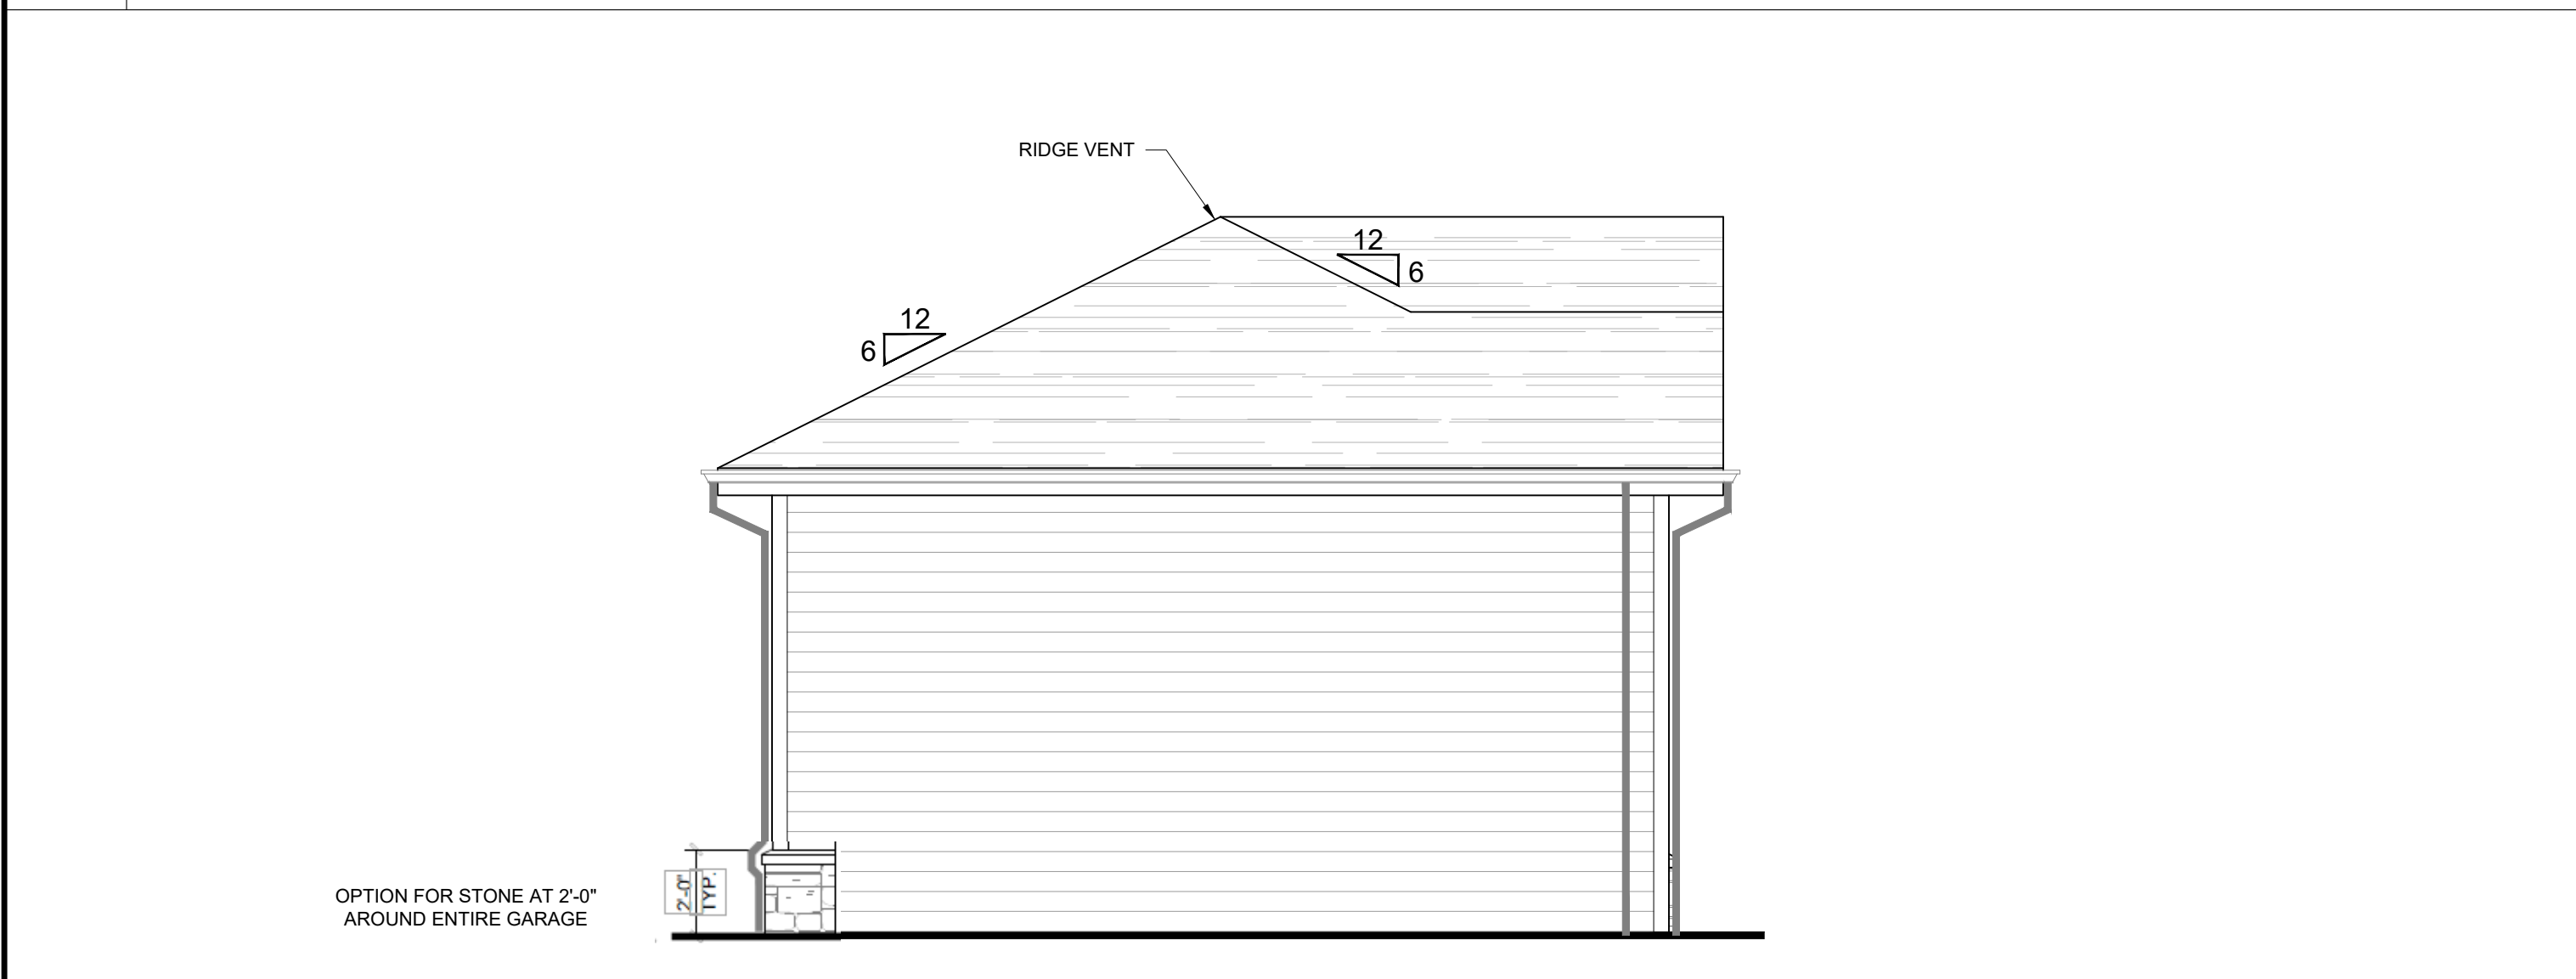 RIDGE VENT
12
6
12
6
2'-0"
TYP.
OPTION FOR STONE AT 2'-0"
AROUND ENTIRE GARAGE